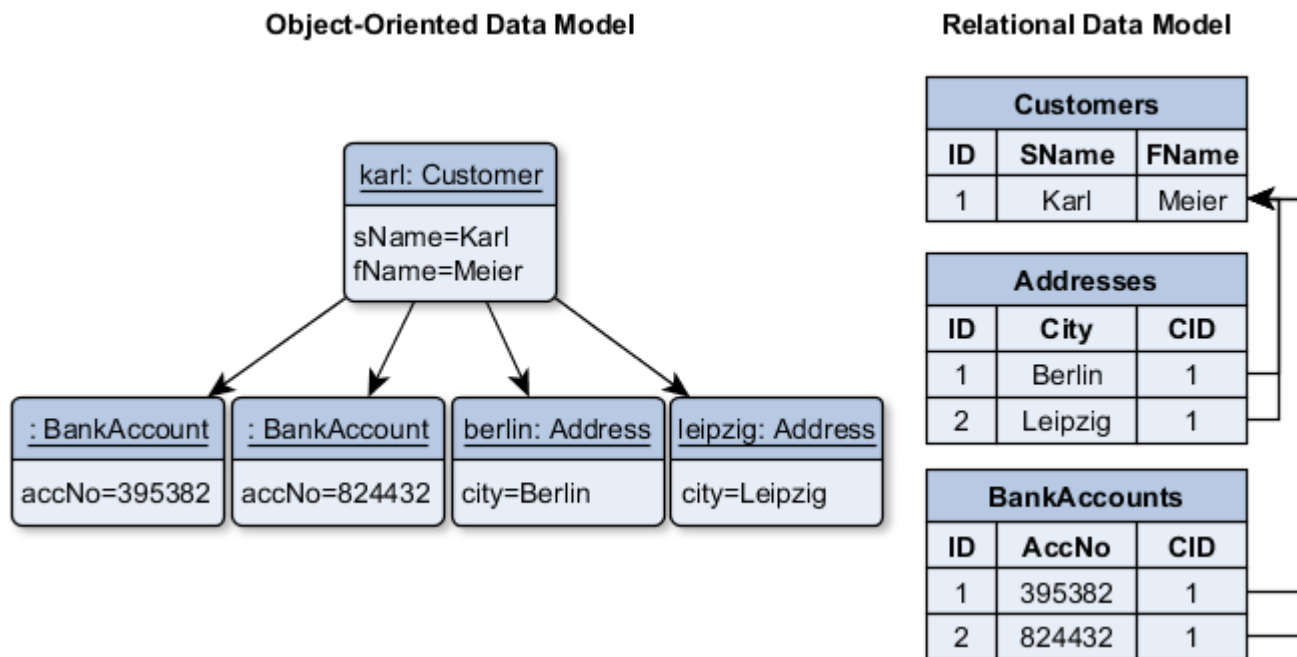 Object-Oriented Data Model
karl: Customer
sName=Karl
fName=Meier
: BankAccount
accNo=395382
: BankAccount
accNo=824432
berlin: Address
city=Berlin
leipzig: Address
city=Leipzig
Relational Data Model
Customers
ID SName FName
1 Karl Meier
Addresses
ID City CID
1 Berlin 1
2 Leipzig 1
BankAccounts
ID AccNo CID
1 395382 1
2 824432 1